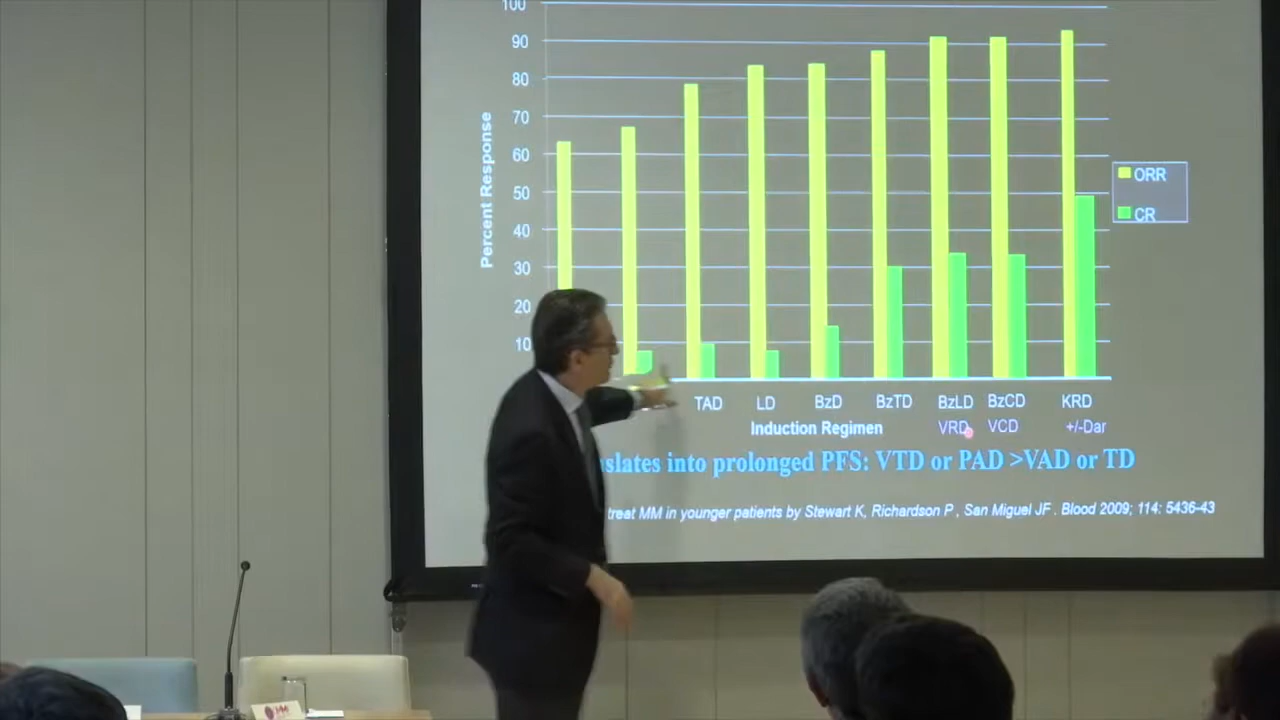 100
90
80
70
60
50
40
30
20
10
Percent Response
ORR
CR
TAD LD BzD BzTD BzLD BzCD KRD
Induction Regimen VRD VCD +/-Dar
into prolonged PFS: VTD or PAD >VAD or TD
treat MM in younger patients by Stewart K, Richardson P , San Miguel JF . Blood 2009; 114: 5436-43